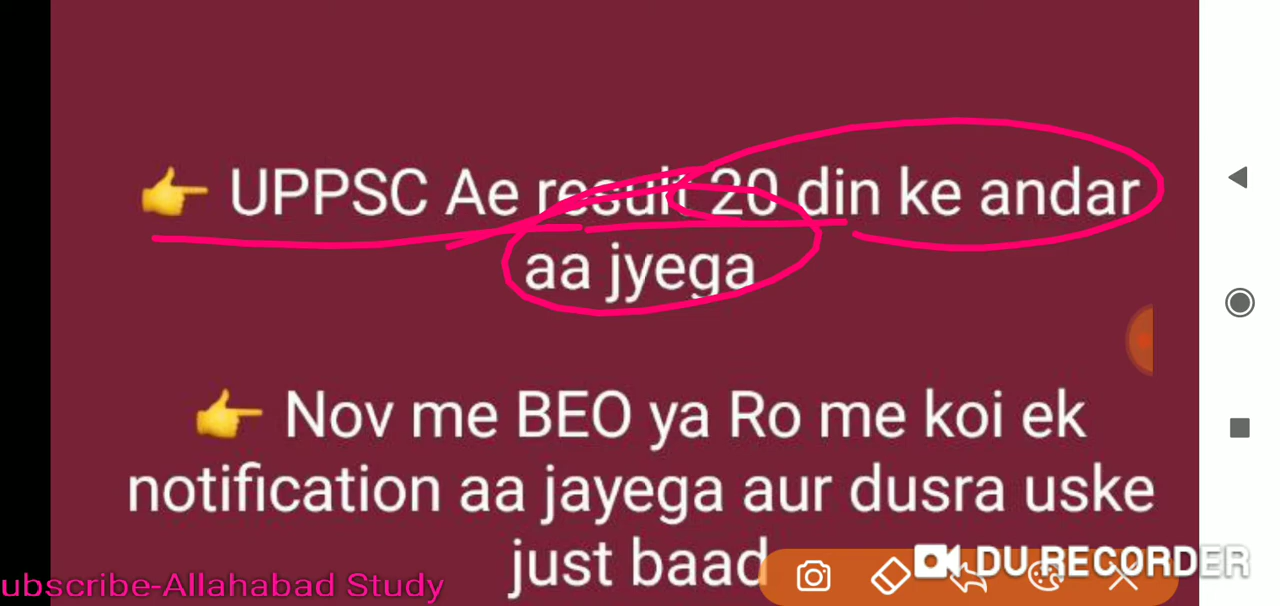 👉 UPPSC Ae result 20 din ke andar
aa jyega
👉 Nov me BEO ya Ro me koi ek
notification aa jayega aur dusra uske
just baad
ubscribe-Allahabad Study
DU RECORDER